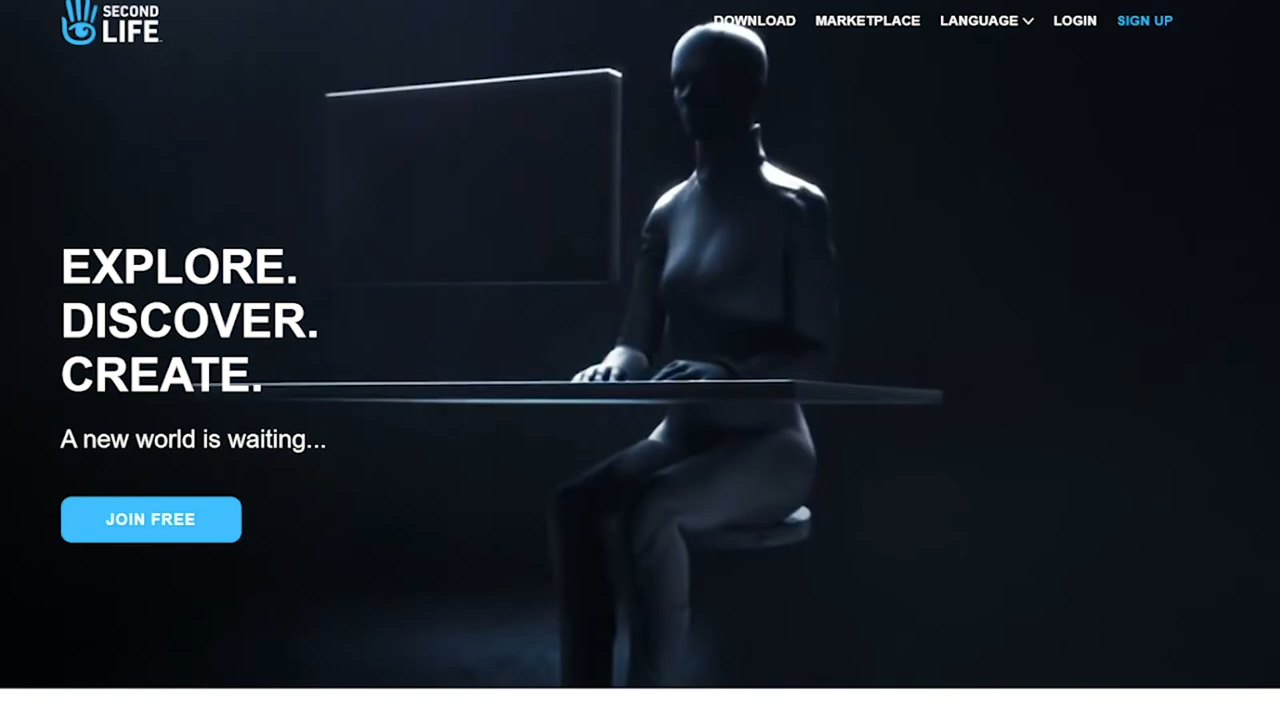 SECOND
LIFE
DOWNLOAD MARKETPLACE LANGUAGE LOGIN SIGN UP
EXPLORE.
DISCOVER.
CREATE.
A new world is waiting...
JOIN FREE